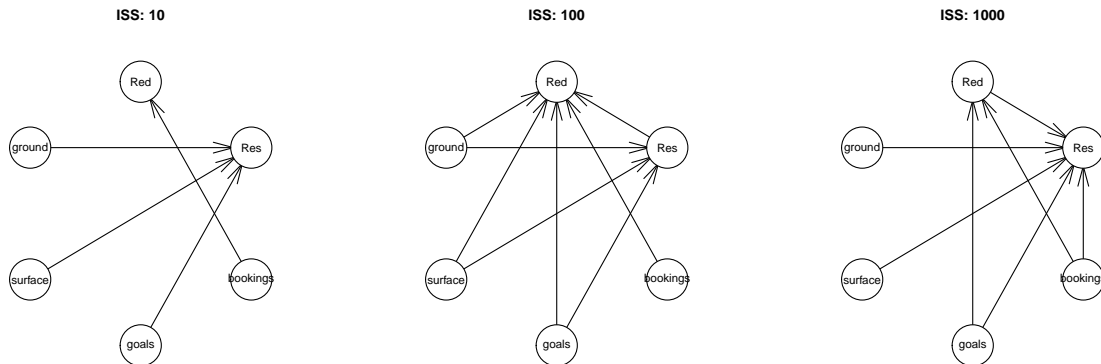 ISS: 10
Red
ground
Res
surface
bookings
goals
ISS: 100
Red
ground
Res
surface
bookings
goals
ISS: 1000
Red
ground
Res
surface
bookings
goals